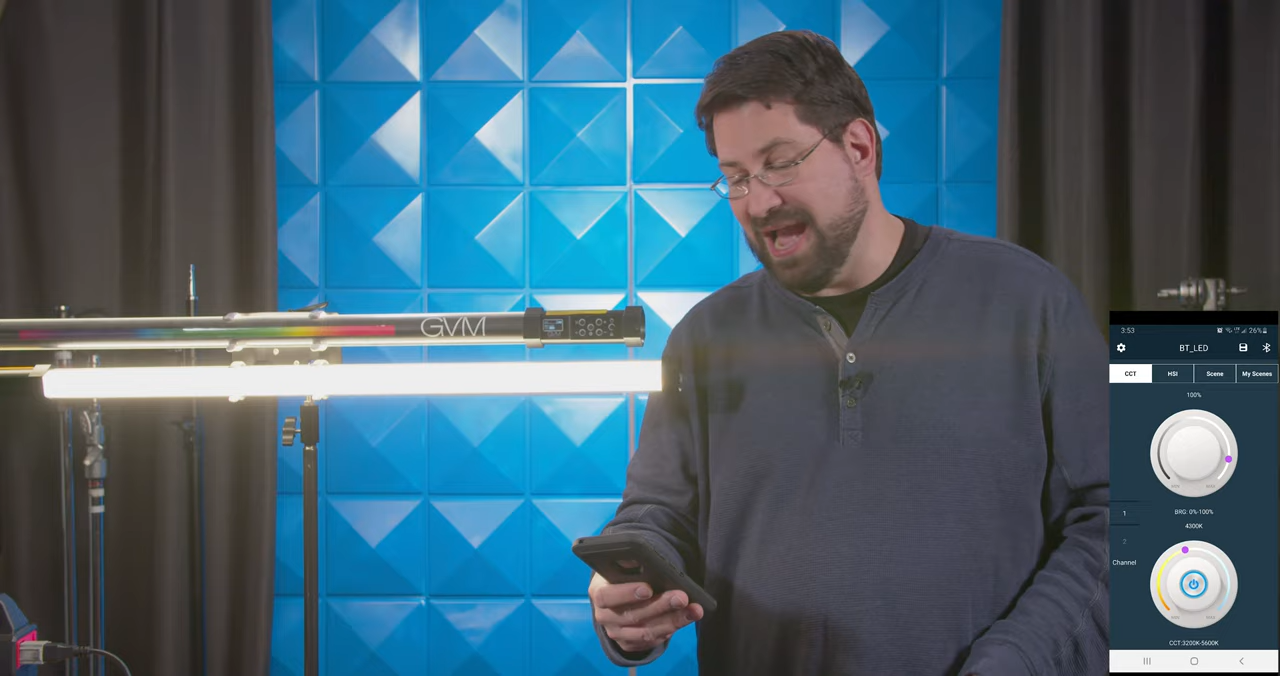 GVM
3:53
26%
BT_LED
CCT
HSI
Scene
My Scenes
100%
BRG: 0%-100%
4300K
1
2
Channel
CCT:3200K-5600K